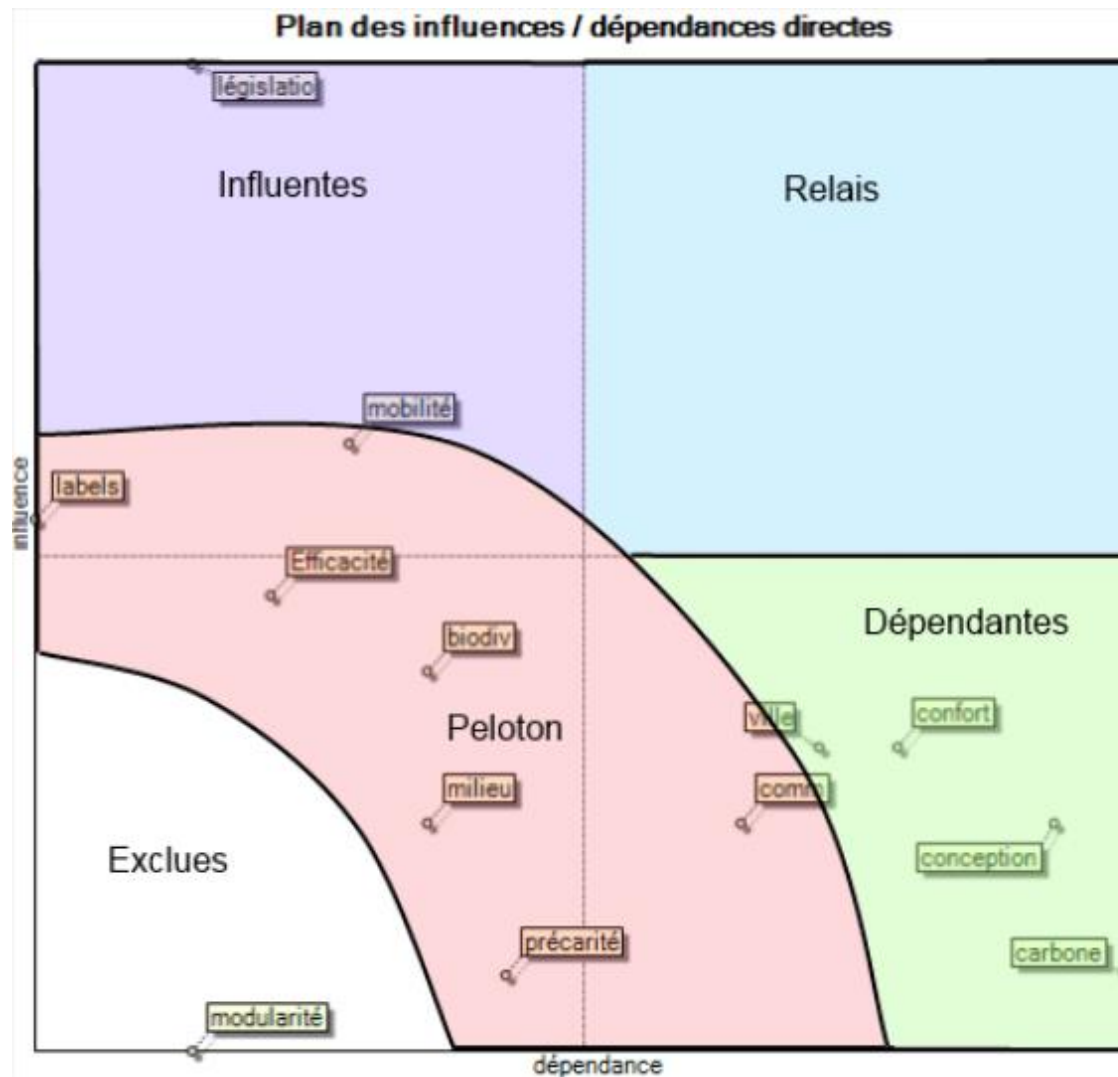 Plan des influences / dépendances directes
législatio
Influentes
Relais
mobilité
influence
labels
Efficacité
biodiv
Dépendantes
ville
confort
Peloton
milieu
comm
Exclues
conception
précarité
carbone
modularité
dépendance